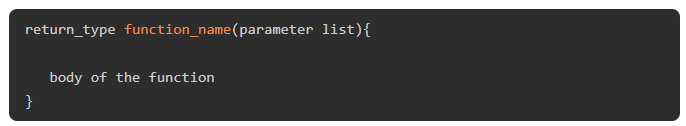 return_type function_name(parameter list){
body of the function
}